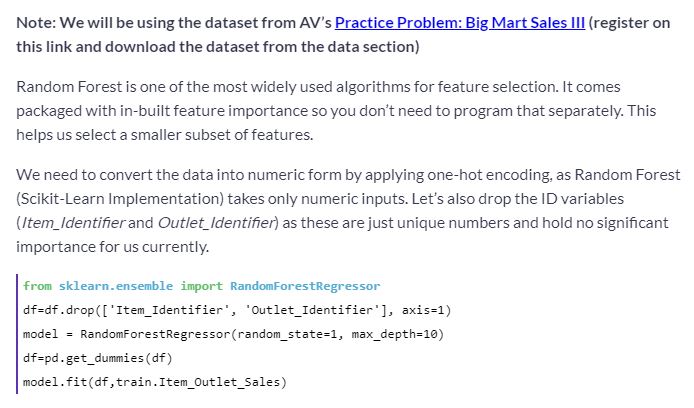 Note: We will be using the dataset from AV’s Practice Problem: Big Mart Sales III (register on
this link and download the dataset from the data section)
Random Forest is one of the most widely used algorithms for feature selection. It comes
packaged with in-built feature importance so you don’t need to program that separately. This
helps us select a smaller subset of features.
We need to convert the data into numeric form by applying one-hot encoding, as Random Forest
(Scikit-Learn Implementation) takes only numeric inputs. Let’s also drop the ID variables
(Item_Identifier and Outlet_Identifier) as these are just unique numbers and hold no significant
importance for us currently.
from sklearn.ensemble import RandomForestRegressor
df=df.drop(['Item_Identifier', 'Outlet_Identifier'], axis=1)
model = RandomForestRegressor(random_state=1, max_depth=10)
df=pd.get_dummies(df)
model.fit(df,train.Item_Outlet_Sales)